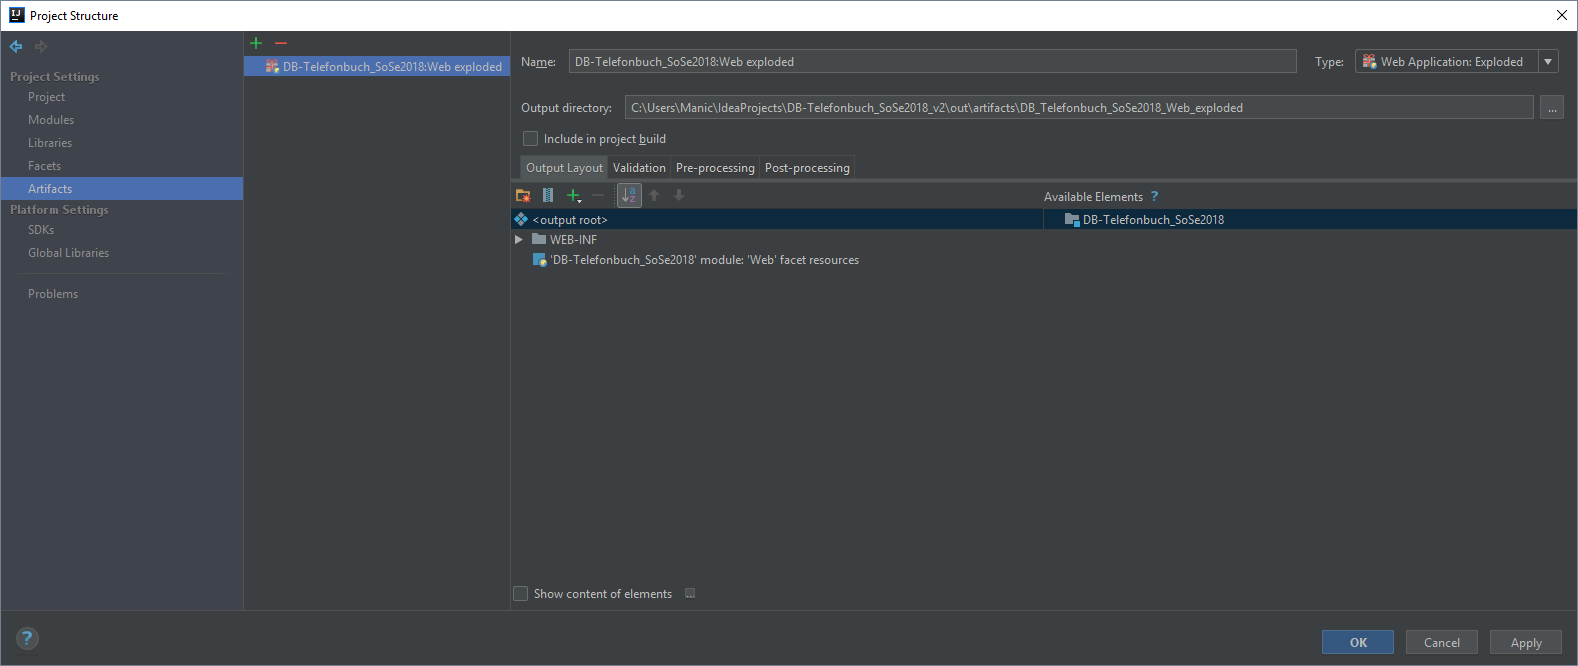 Project Structure
Project Settings
Project
Modules
Libraries
Facets
Artifacts
Platform Settings
SDKs
Global Libraries
Problems
DB-Telefonbuch_SoSe2018:Web exploded
Name: DB-Telefonbuch_SoSe2018:Web exploded Type: Web Application: Exploded
Output directory: C:\Users\Manic\IdeaProjects\DB-Telefonbuch_SoSe2018_v2\out\artifacts\DB_Telefonbuch_SoSe2018_Web_exploded ...
Include in project build
Output Layout Validation Pre-processing Post-processing
Available Elements ?
<output root> DB-Telefonbuch_SoSe2018
WEB-INF
'DB-Telefonbuch_SoSe2018' module: 'Web' facet resources
Show content of elements ...
? OK Cancel Apply